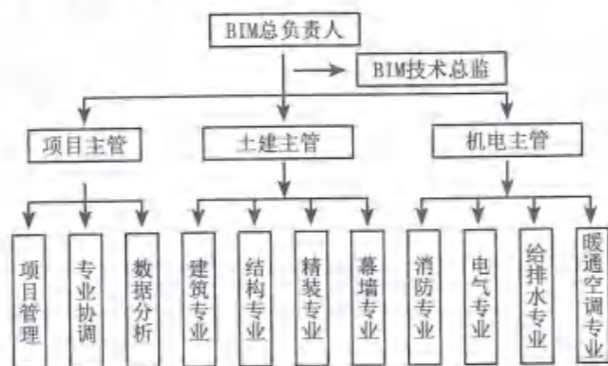 BIM总负责人
BIM技术总监
项目主管
土建主管
机电主管
项目管理
专业协调
数据分析
建筑专业
结构专业
精装专业
幕墙专业
消防专业
电气专业
给排水专业
暖通空调专业